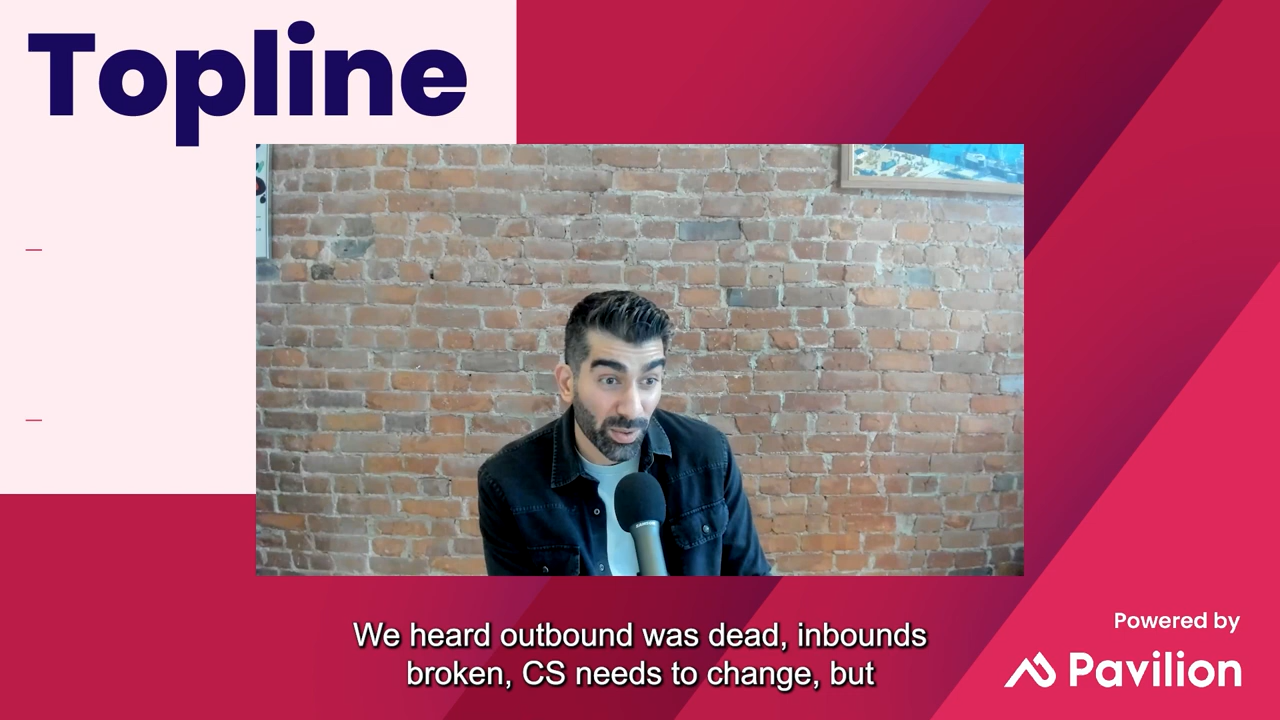 Topline
We heard outbound was dead, inbounds
broken, CS needs to change, but
Powered by
Pavilion